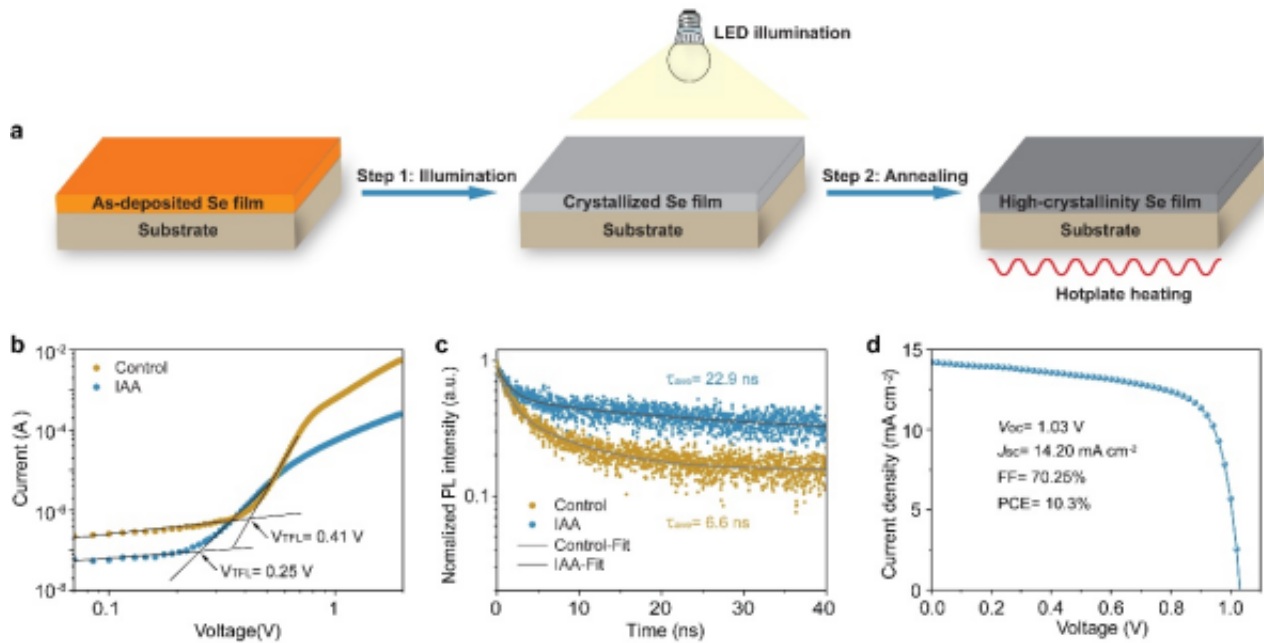 LED illumination
a
Step 1: Illumination
Step 2: Annealing
As-deposited Se film
Crystallized Se film
High-crystallinity Se film
Substrate
Substrate
Substrate
Hotplate heating
b
10⁻²
10⁻⁴
10⁻⁶
10⁻⁸
Current (A)
Control
IAA
VTFL= 0.41 V
VTFL= 0.25 V
0.1
1
Voltage(V)
c
1
0.1
Normalized PL intensity (a.u.)
τave= 22.9 ns
Control
IAA
τave= 6.6 ns
Control-Fit
IAA-Fit
0
10
20
30
40
Time (ns)
d
15
10
5
0
Current density (mA cm⁻²)
VOC= 1.03 V
JSC= 14.20 mA cm⁻²
FF= 70.25%
PCE= 10.3%
0.0
0.2
0.4
0.6
0.8
1.0
Voltage (V)